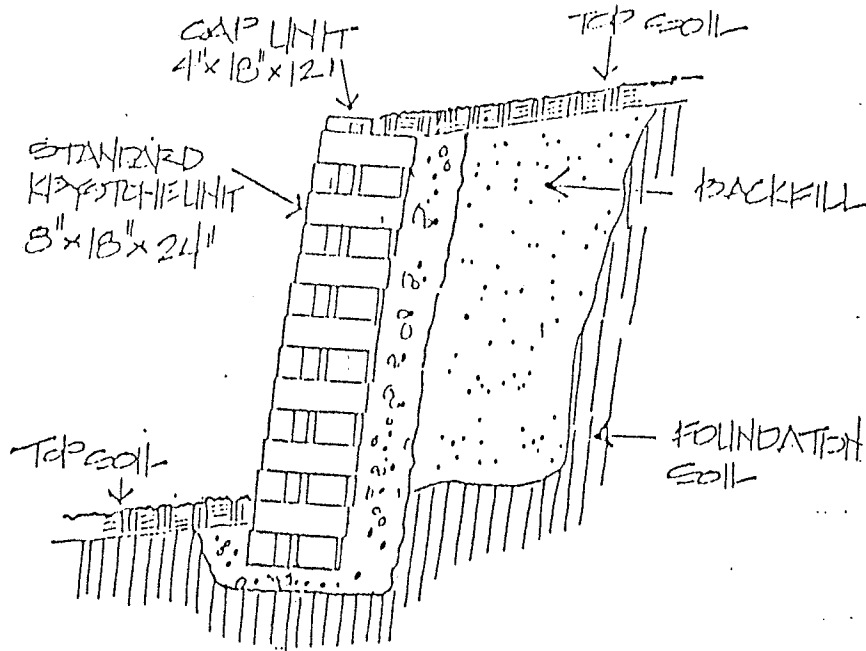 CAP UNIT
4"x18"x12"
TOP SOIL
STANDARD
KEYSTONE UNIT
8"x18"x24"
BACKFILL
TOP SOIL
FOUNDATION
SOIL